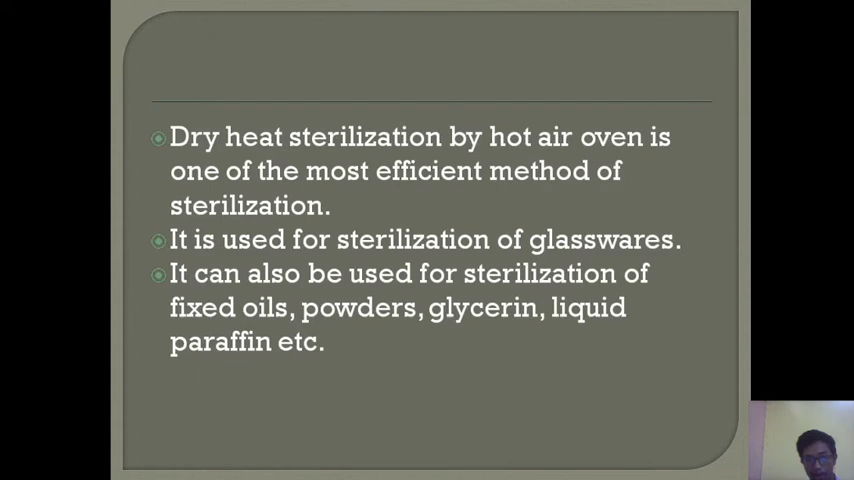 Dry heat sterilization by hot air oven is
one of the most efficient method of
sterilization.
It is used for sterilization of glasswares.
It can also be used for sterilization of
fixed oils, powders, glycerin, liquid
paraffin etc.